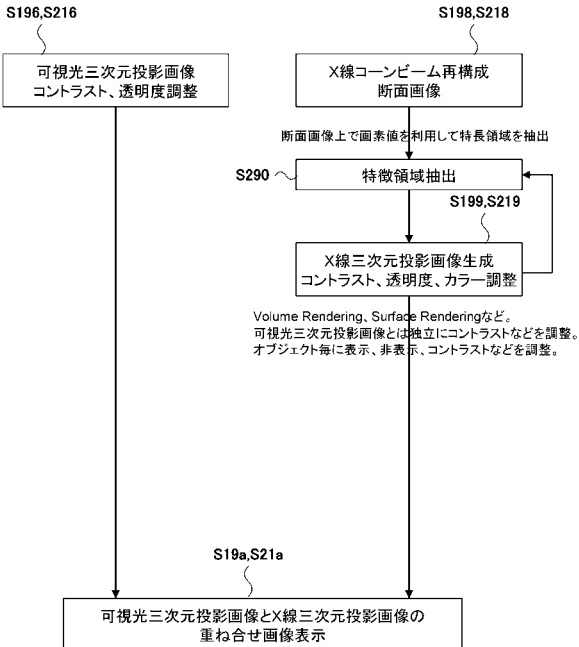 S196,S216
可視光三次元投影画像
コントラスト、透明度調整
S198,S218
X線コーンビーム再構成
断面画像
断面画像上で画素値を利用して特長領域を抽出
S290
特徴領域抽出
S199,S219
X線三次元投影画像生成
コントラスト、透明度、カラー調整
Volume Rendering、Surface Renderingなど。
可視光三次元投影画像とは独立にコントラストなどを調整。
オブジェクト毎に表示、非表示、コントラストなどを調整。
S19a,S21a
可視光三次元投影画像とX線三次元投影画像の
重ね合せ画像表示